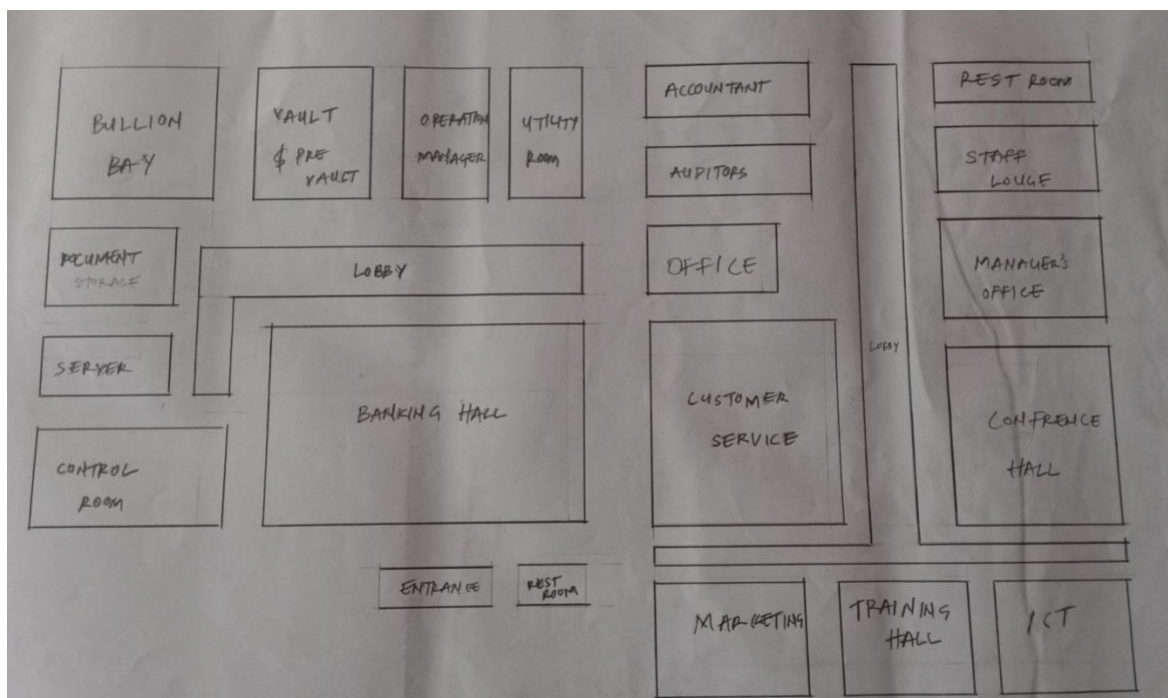 BULLION
BAY
VAULT
$ PRE
VAULT
OPERATION
MANAGER
UTILITY
ROOM
ACCOUNTANT
REST ROOM
AUDITORS
STAFF
LOUGE
DOCUMENT
STORAGE
LOBBY
OFFICE
MANAGER'S
OFFICE
SERVER
LOBBY
BANKING HALL
CUSTOMER
SERVICE
CONFRENCE
HALL
CONTROL
ROOM
ENTRANCE
REST
ROOM
MARKETING
TRAINING
HALL
ICT